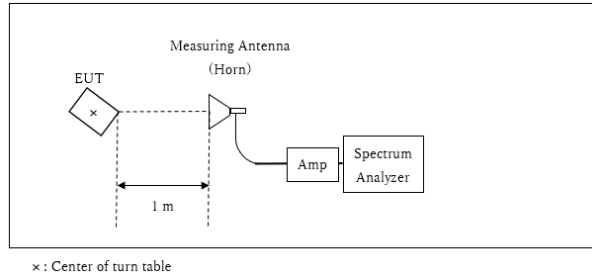 Measuring Antenna
(Horn)
EUT
×
Amp
Spectrum
Analyzer
1 m
× : Center of turn table